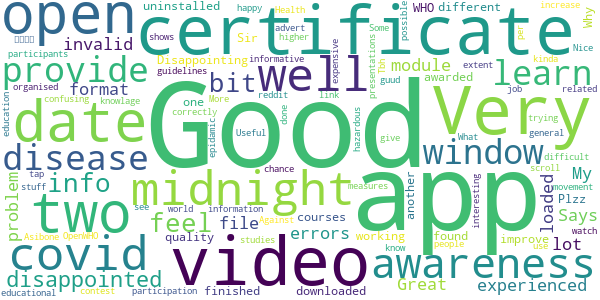 open
certificate
uninstalled
happy
Health
WHO
different
increase
Why
advert
Some
possible
participants
shows
Sir
higher
presentations
per
invalid
Disappointing
guidelines
informative
expensive
Nice
provide
bit
well
module
learn
format
organised
More
Tbh
awarded
extent
kinda
education
confusing
knowlage
one
reddit
link
guud
job
related
date
Good
Very
correctly
epidamic
Useful
done
hazardous
What
trying
general
disease
tap
stuff
window
difficult
scroll
movement
chance
give
problem
info
midnight
app
interesting
My
see
world
information
Against
measures
another
loaded
Plzz
two
feel
file
courses
Says
watch
Asibone
OpenWHO
quality
studies
errors
working
found
improve
lot
use
covid
video
know
people
awareness
disappointed
educational
contest
participation
finished
downloaded
Great
experienced